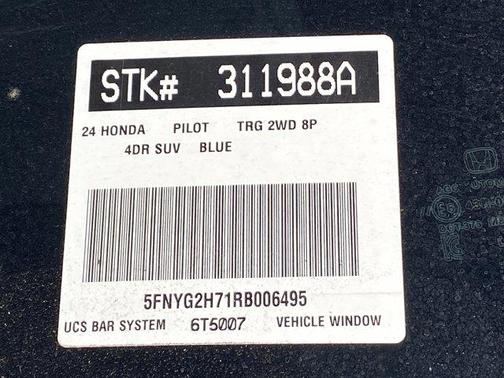 STK# 311988A
24 HONDA PILOT TRG 2WD 8P
4DR SUV BLUE
5FNYG2H71RB006495
UCS BAR SYSTEM 6T5007 VEHICLE WINDOW